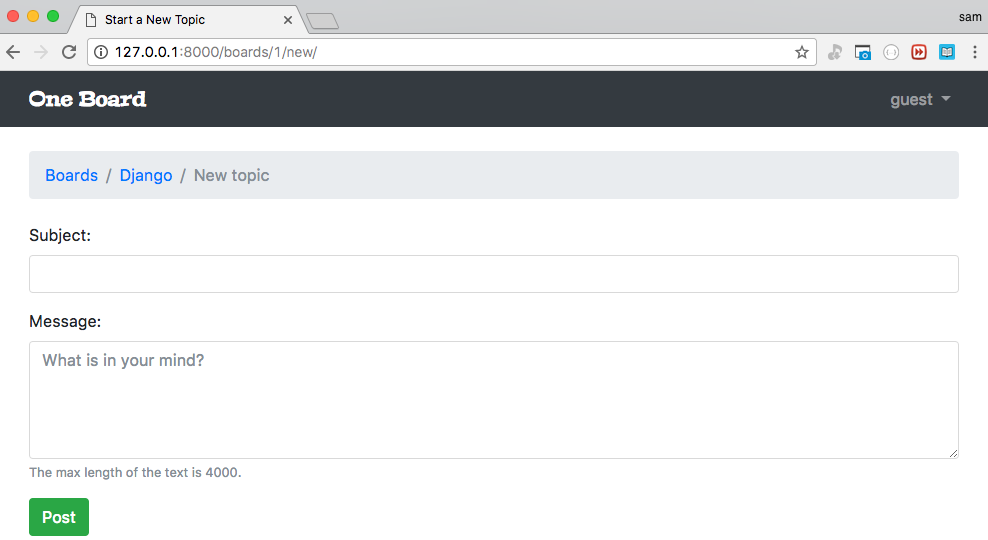 Start a New Topic
sam
127.0.0.1:8000/boards/1/new/
One Board
guest
Boards / Django / New topic
Subject:
Message:
What is in your mind?
The max length of the text is 4000.
Post